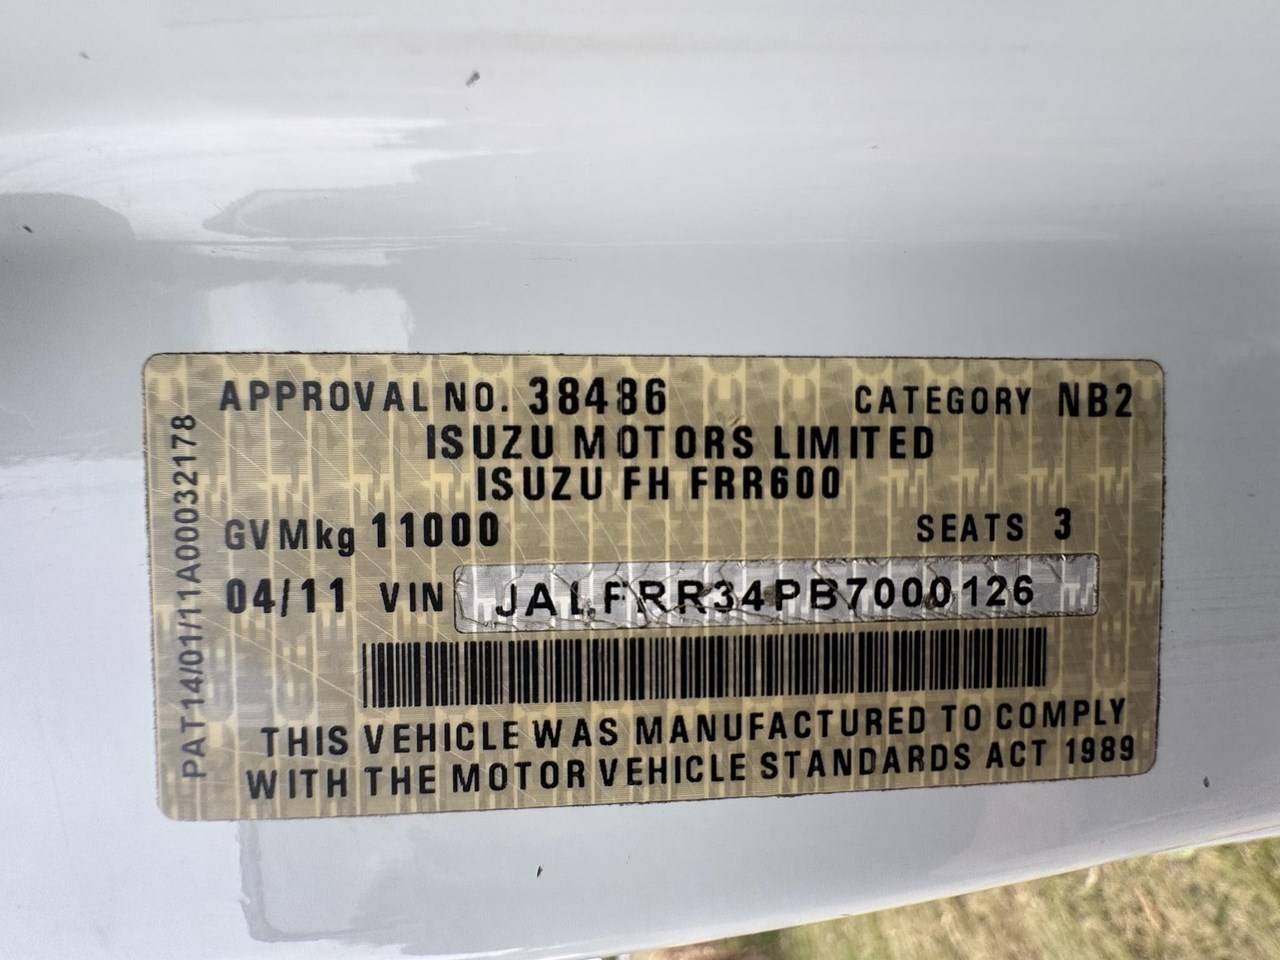 APPROVAL NO. 38486 CATEGORY NB2
ISUZU MOTORS LIMITED
ISUZU FH FRR600
GVMkg 11000 SEATS 3
04/11 VIN JALFRR34PB7000126
THIS VEHICLE WAS MANUFACTURED TO COMPLY
WITH THE MOTOR VEHICLE STANDARDS ACT 1989
PAT14/01/11A00032178